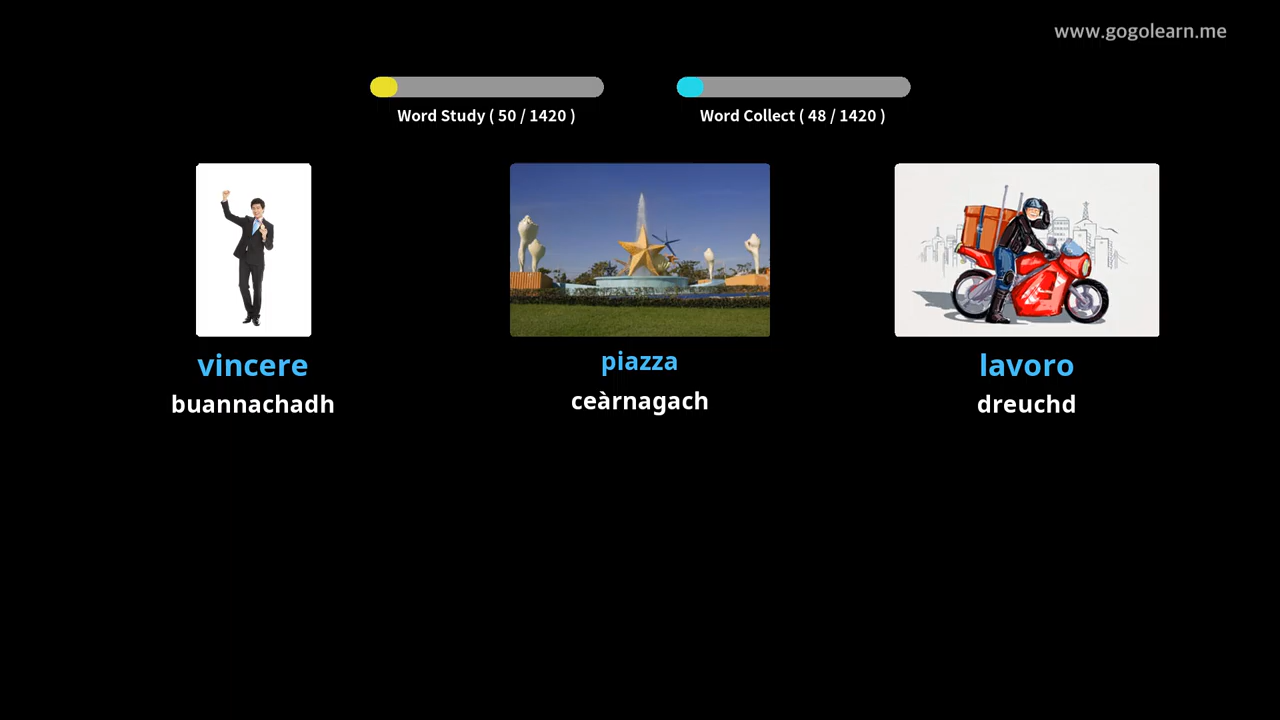 www.gogolearn.me
Word Study ( 50 / 1420 )
Word Collect ( 48 / 1420 )
vincere
buannachadh
piazza
ceàrnagach
lavoro
dreuchd